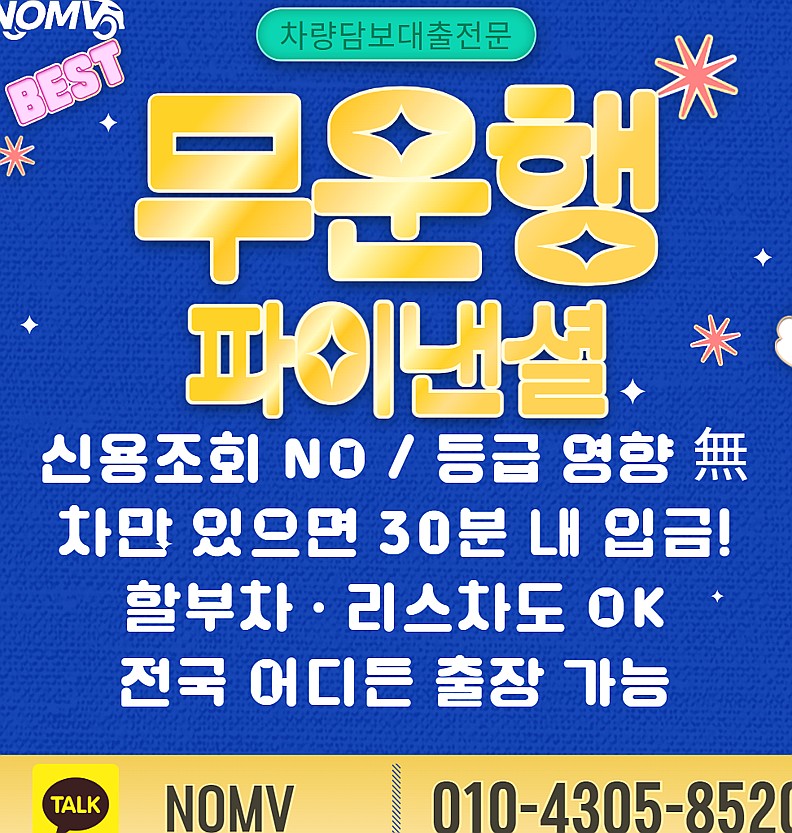 NOMV
차량담보대출전문
BEST
무운행
파이낸셜
신용조회 NO / 등급 영향 無
차만 있으면 30분 내 입금!
할부차 · 리스차도 OK
전국 어디든 출장 가능
TALK NOMV 010-4305-8520